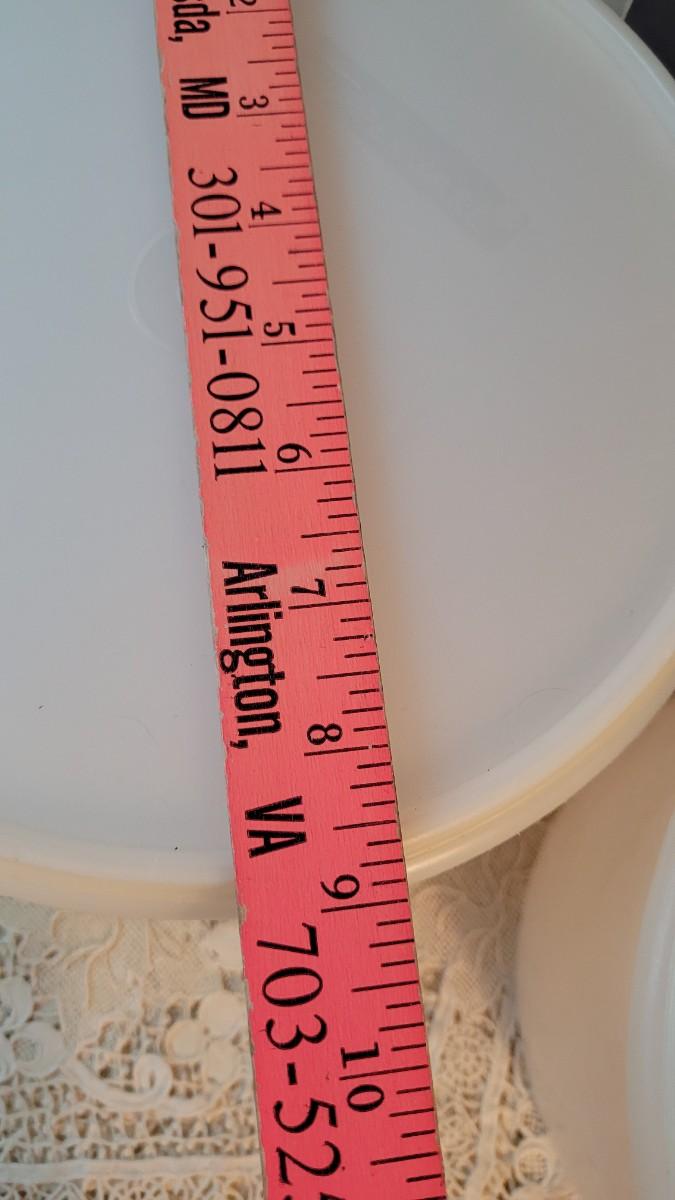 MD 301-951-0811 Arlington, VA
2 3 4 5 6 7 8 9 10